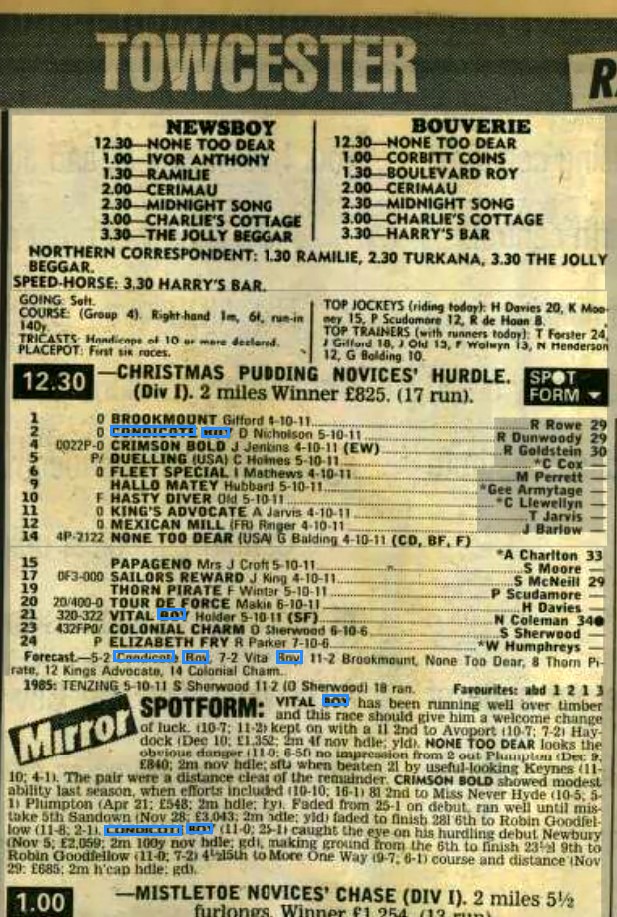 TOWCESTER
NEWSBOY
12.30—NONE TOO DEAR
1.00—IVOR ANTHONY
1.30—RAMILIE
2.00—CERIMAU
2.30—MIDNIGHT SONG
3.00—CHARLIE'S COTTAGE
3.30—THE JOLLY BEGGAR
BOUVERIE
12.30—NONE TOO DEAR
1.00—CORBITT COINS
1.30—BOULEVARD ROY
2.00—CERIMAU
2.30—MIDNIGHT SONG
3.00—CHARLIE'S COTTAGE
3.30—HARRY'S BAR
NORTHERN CORRESPONDENT: 1.30 RAMILIE, 2.30 TURKANA, 3.30 THE JOLLY
BEGGAR.
SPEED-HORSE: 3.30 HARRY'S BAR.
GOING: Soft.
COURSE: (Group 4). Right-hand 1m, 6f, run-in
140y.
TRICASTS: Handicaps of 10 or more declared.
PLACEPOT: First six races.
TOP JOCKEYS (riding today): H Davies 20, K Moo-
ney 15, P Scudamore 12, R de Haan 8.
TOP TRAINERS (with runners today): T Forster 24,
J Gifford 18, J Old 13, F Walwyn 13, N Henderson
12, G Balding 10.
12.30 —CHRISTMAS PUDDING NOVICES' HURDLE.
(Div I). 2 miles Winner £825. (17 run).
SPOT
FORM
1 0 BROOKMOUNT Gifford 4-10-11 R Rowe 29
2 0 CONDICOTE ROY D Nicholson 5-10-11 R Dunwoody 29
4 0022P-0 CRIMSON BOLD J Jenkins 4-10-11 (EW) R Goldstein 30
5 P/ DUELLING (USA) C Holmes 5-10-11 *C Cox —
6 0 FLEET SPECIAL I Mathews 4-10-11 M Perrett —
9 HALLO MATEY Hubbard 5-10-11 *Gee Armytage —
10 F HASTY DIVER Old 5-10-11 *C Llewellyn —
11 0 KING'S ADVOCATE A Jarvis 4-10-11 T Jarvis —
12 0 MEXICAN MILL (FR) Ringer 4-10-11 J Barlow —
14 4P-2122 NONE TOO DEAR (USA) G Balding 4-10-11 (CD, BF, F) *A Charlton 33
15 PAPAGENO Mrs J Croft 5-10-11 S Moore —
17 0F3-000 SAILORS REWARD J King 4-10-11 S McNeill 29
19 THORN PIRATE F Winter 5-10-11 P Scudamore —
20 20/400-0 TOUR DE FORCE Makie 6-10-11 H Davies —
21 320-322 VITAL BOY Holder 5-10-11 (SF) N Coleman 34●
23 432FP0/ COLONIAL CHARM O Sherwood 6-10-6 S Sherwood —
24 P ELIZABETH FRY R Parker 7-10-6 *W Humphreys —
Forecast.—5-2 Condicote Boy, 7-2 Vita Boy 11-2 Brookmount, None Too Dear, 8 Thorn Pi-
rate, 12 Kings Advocate, 14 Colonial Charm.
1985: TENZING 5-10-11 S Sherwood 11-2 (O Sherwood) 18 ran. Favourites: abd 1 2 1 3
Mirror SPOTFORM: VITAL BOY has been running well over timber
and this race should give him a welcome change
of luck. (10-7; 11-2) kept on with a 1l 2nd to Avoport (10-7; 7-2) Hay-
dock (Dec 10; £1,352; 2m 4f nov hdle; yld). NONE TOO DEAR looks the
obvious danger (11-0; 6-5f) no impression from 2 out Plumpton (Dec 9,
£840; 2m nov hdle; sft) when beaten 2l by useful-looking Keynes (11-
10; 4-1). The pair were a distance clear of the remainder. CRIMSON BOLD showed modest
ability last season, when efforts included (10-10; 16-1) 8l 2nd to Miss Never Hyde (10-5; 8-
1) Plumpton (Apr 21; £548; 2m hdle; hy). Faded from 25-1 on debut, ran well until mis-
take 5th Sandown (Nov 28; £3,043; 2m hdle; yld) faded to finish 28l 6th to Robin Goodfel-
low (11-8; 2-1). CONDICOT BOY (11-0; 25-1) caught the eye on his hurdling debut Newbury
(Nov 5; £2,059; 2m 100y nov hdle; gd), making ground from the 6th to finish 23½l 9th to
Robin Goodfellow (11-0; 7-2) 4½l 5th to More One Way (9-7; 6-1) course and distance (Nov
29: £685; 2m h'cap hdle; gd).
1.00 —MISTLETOE NOVICES' CHASE (DIV I). 2 miles 5½
furlongs. Winner £1,254. (13 run).